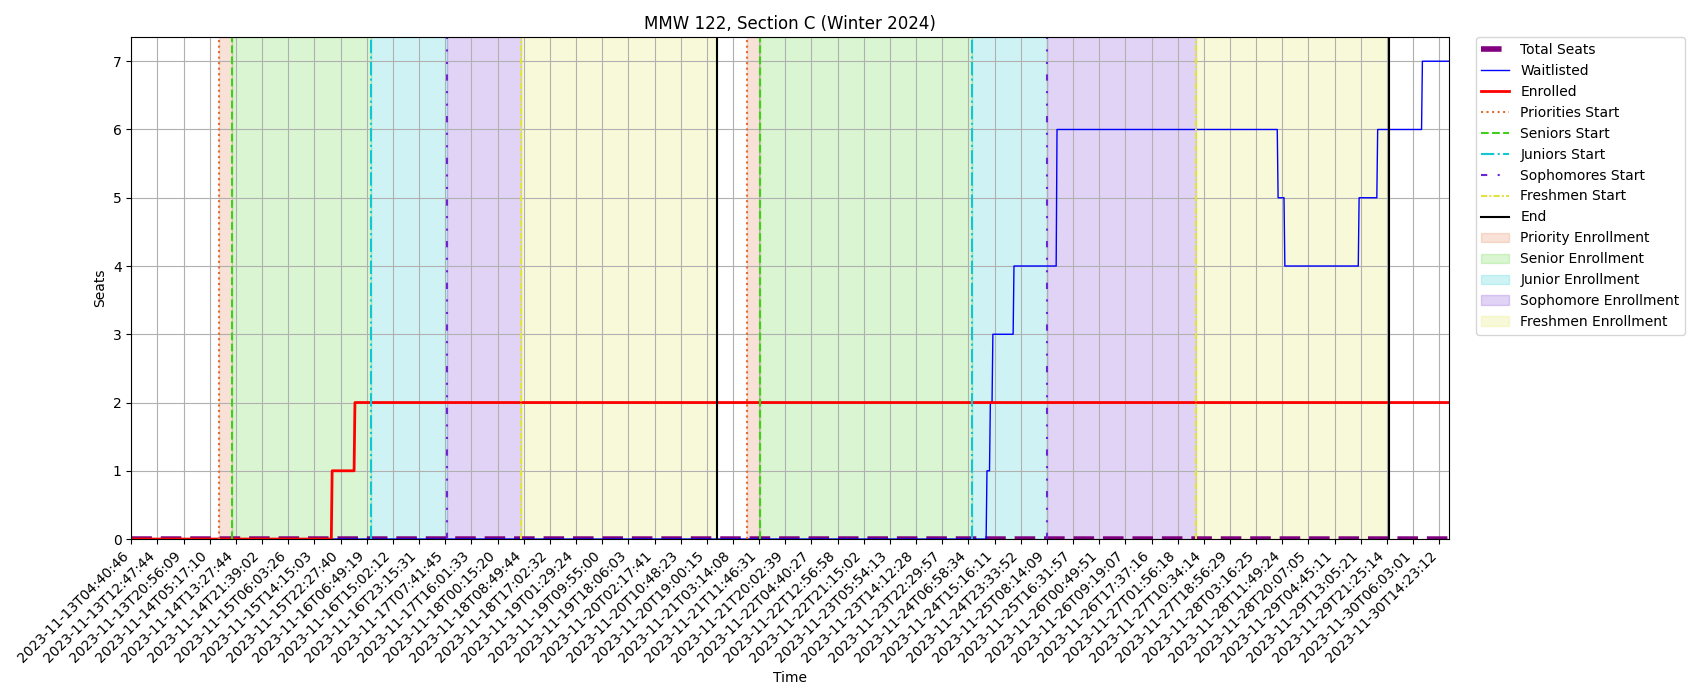 MMW 122, Section C (Winter 2024)
7
6
5
4
3
2
1
0
Seats
2023-11-13T04:40:46
2023-11-13T12:47:44
2023-11-13T20:56:09
2023-11-14T05:17:10
2023-11-14T13:27:44
2023-11-14T21:39:02
2023-11-15T06:03:26
2023-11-15T14:15:03
2023-11-15T22:27:40
2023-11-16T06:49:19
2023-11-16T15:02:12
2023-11-16T23:15:31
2023-11-17T07:41:45
2023-11-17T16:01:33
2023-11-18T00:15:20
2023-11-18T08:49:44
2023-11-18T17:02:32
2023-11-19T01:29:24
2023-11-19T09:55:00
2023-11-19T18:06:03
2023-11-20T02:17:41
2023-11-20T10:48:23
2023-11-20T19:00:15
2023-11-21T03:14:08
2023-11-21T11:46:31
2023-11-21T20:02:39
2023-11-22T04:40:27
2023-11-22T12:56:58
2023-11-22T21:15:02
2023-11-23T05:54:13
2023-11-23T14:12:28
2023-11-23T22:29:57
2023-11-24T06:58:34
2023-11-24T15:16:11
2023-11-24T23:33:52
2023-11-25T08:14:09
2023-11-25T16:31:57
2023-11-26T00:49:51
2023-11-26T09:19:07
2023-11-26T17:37:16
2023-11-27T01:56:18
2023-11-27T10:34:14
2023-11-27T18:56:29
2023-11-28T03:16:25
2023-11-28T11:49:24
2023-11-28T20:07:05
2023-11-29T04:45:11
2023-11-29T13:05:21
2023-11-29T21:25:14
2023-11-30T06:03:01
2023-11-30T14:23:12
Time
Total Seats
Waitlisted
Enrolled
Priorities Start
Seniors Start
Juniors Start
Sophomores Start
Freshmen Start
End
Priority Enrollment
Senior Enrollment
Junior Enrollment
Sophomore Enrollment
Freshmen Enrollment